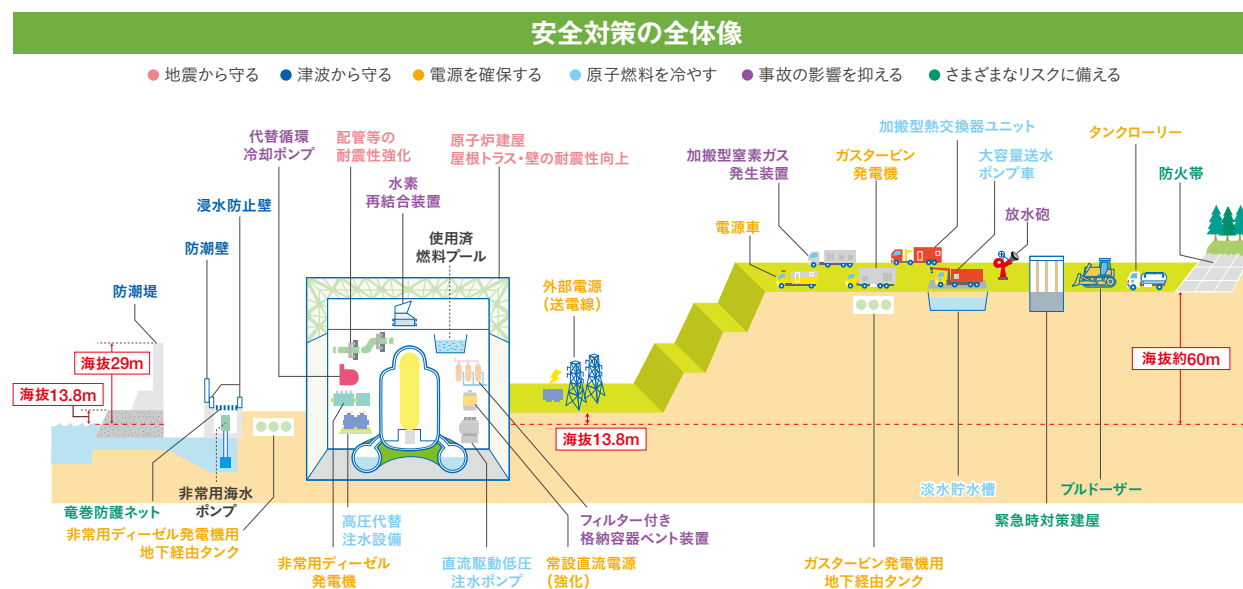 安全対策の全体像
地震から守る
津波から守る
電源を確保する
原子燃料を冷やす
事故の影響を抑える
さまざまなリスクに備える
代替循環
冷却ポンプ
配管等の
耐震性強化
原子炉建屋
屋根トラス・壁の耐震性向上
水素
再結合装置
使用済
燃料プール
浸水防止壁
防潮壁
防潮堤
海抜29m
海抜13.8m
外部電源
(送電線)
電源車
加搬型窒素ガス
発生装置
ガスタービン
発電機
加搬型熱交換器ユニット
大容量送水
ポンプ車
放水砲
タンクローリー
防火帯
海抜約60m
海抜13.8m
竜巻防護ネット
非常用海水
ポンプ
非常用ディーゼル発電機用
地下経由タンク
高圧代替
注水設備
非常用ディーゼル
発電機
直流駆動低圧
注水ポンプ
フィルター付き
格納容器ベント装置
常設直流電源
(強化)
淡水貯水槽
ブルドーザー
緊急時対策建屋
ガスタービン発電機用
地下経由タンク